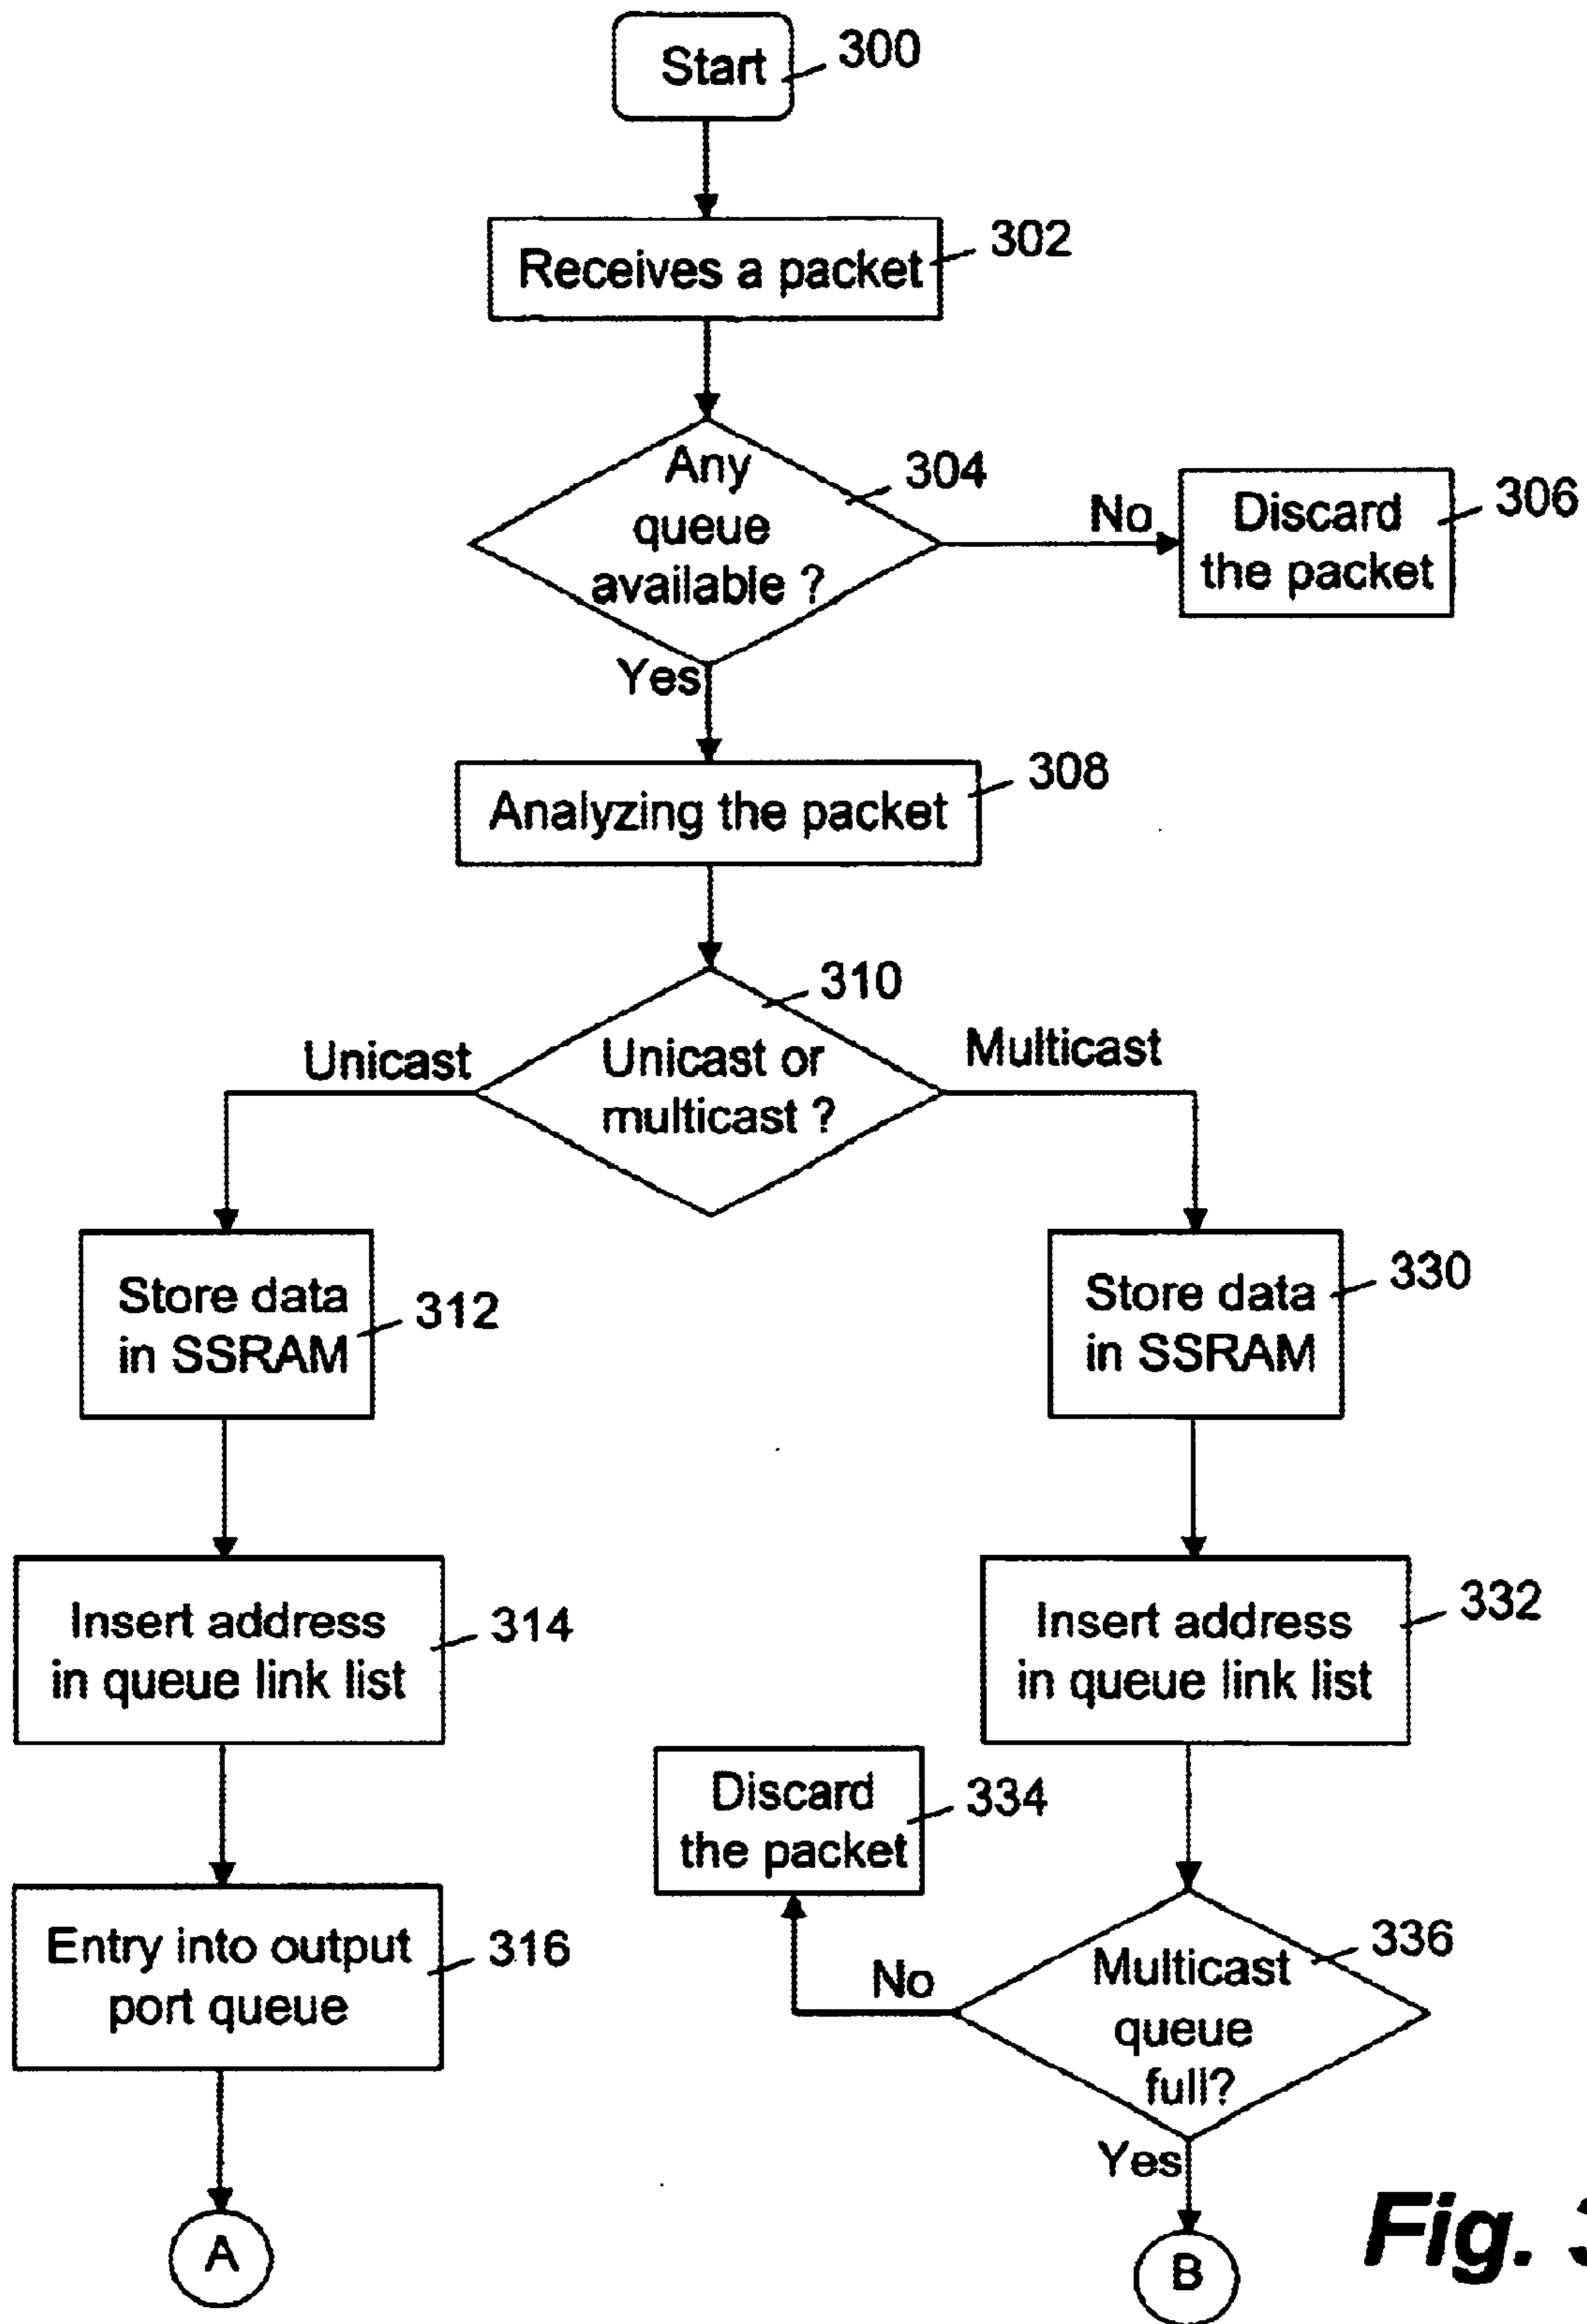 Start
300
Receives a packet
302
Any
queue
available ?
304
No
Discard
the packet
306
Yes
Analyzing the packet
308
310
Unicast
Unicast or
multicast ?
Multicast
Store data
in SSRAM
312
Store data
in SSRAM
330
Insert address
in queue link list
314
Insert address
in queue link list
332
Discard
the packet
334
Entry into output
port queue
316
No
Multicast
queue
full?
336
Yes
A
B
Fig. 3